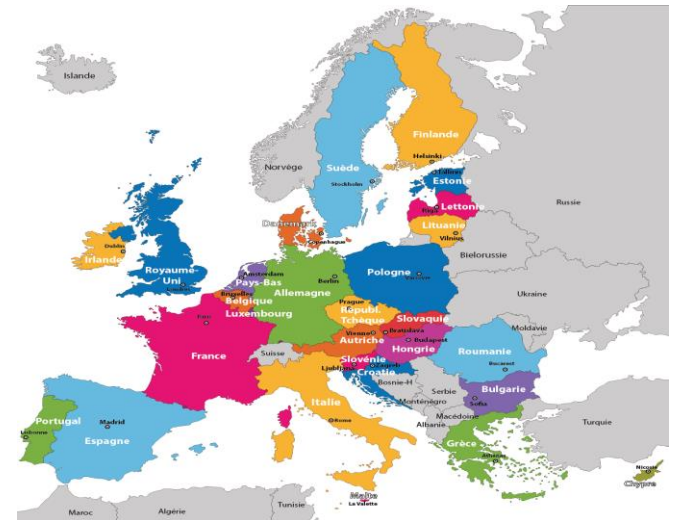 Islande
Finlande
Helsinki
Norvège
Suède
Stockholm
Tallinn
Estonie
Lettonie
Riga
Lituanie
Vilnius
Russie
Danemark
Copenhague
Dublin
Irlande
Royaume-
Uni
Londres
Amsterdam
Pays-Bas
Berlin
Allemagne
Pologne
Varsovie
Bielorussie
Bruxelles
Belgique
Luxembourg
Prague
Républ.
Tchèque
Ukraine
Slovaquie
Bratislava
Vienne
Autriche
Budapest
Hongrie
Moldavie
Paris
France
Suisse
Slovénie
Ljubljana
Zagreb
Croatie
Roumanie
Bucarest
Bosnie-H
Serbie
Bulgarie
Sofia
Monténégro
Macédoine
Albanie
Italie
Rome
Portugal
Lisbonne
Madrid
Espagne
Grèce
Athènes
Turquie
Nicosie
Chypre
Malte
La Valette
Maroc
Algérie
Tunisie